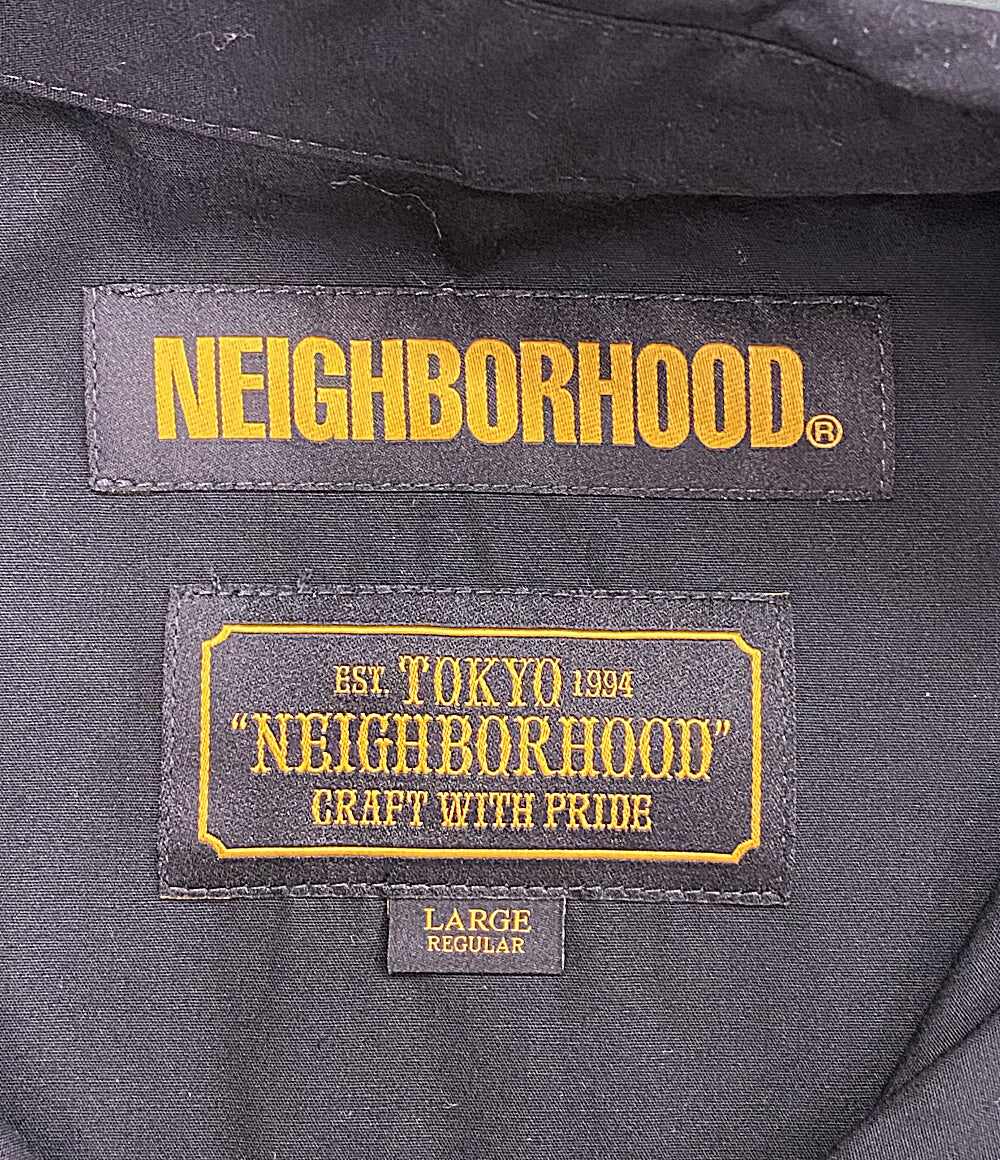 NEIGHBORHOOD®
EST. TOKYO 1994
"NEIGHBORHOOD"
CRAFT WITH PRIDE
LARGE
REGULAR